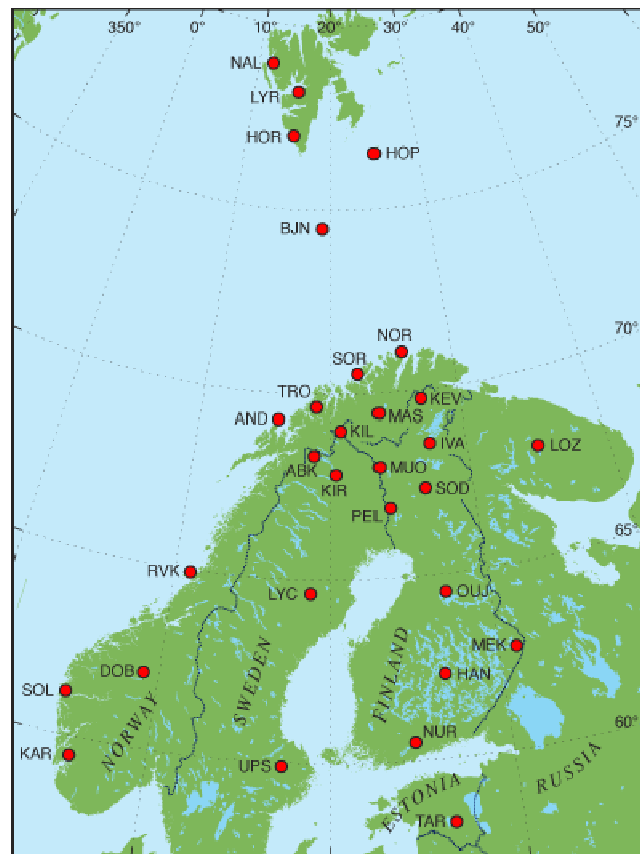 350° 0° 10° 20° 30° 40° 50°
NAL
LYR
75°
HOR
HOP
BJN
70°
NOR
SOR
TRO
KEV
AND
MAS
KIL
IVA
LOZ
ABK
MUO
KIR
SOD
PEL
65°
RVK
LYC
OUJ
MEK
DOB
HAN
SOL
SWEDEN
FINLAND
NORWAY
60°
NUR
KAR
UPS
RUSSIA
ESTONIA
TAR